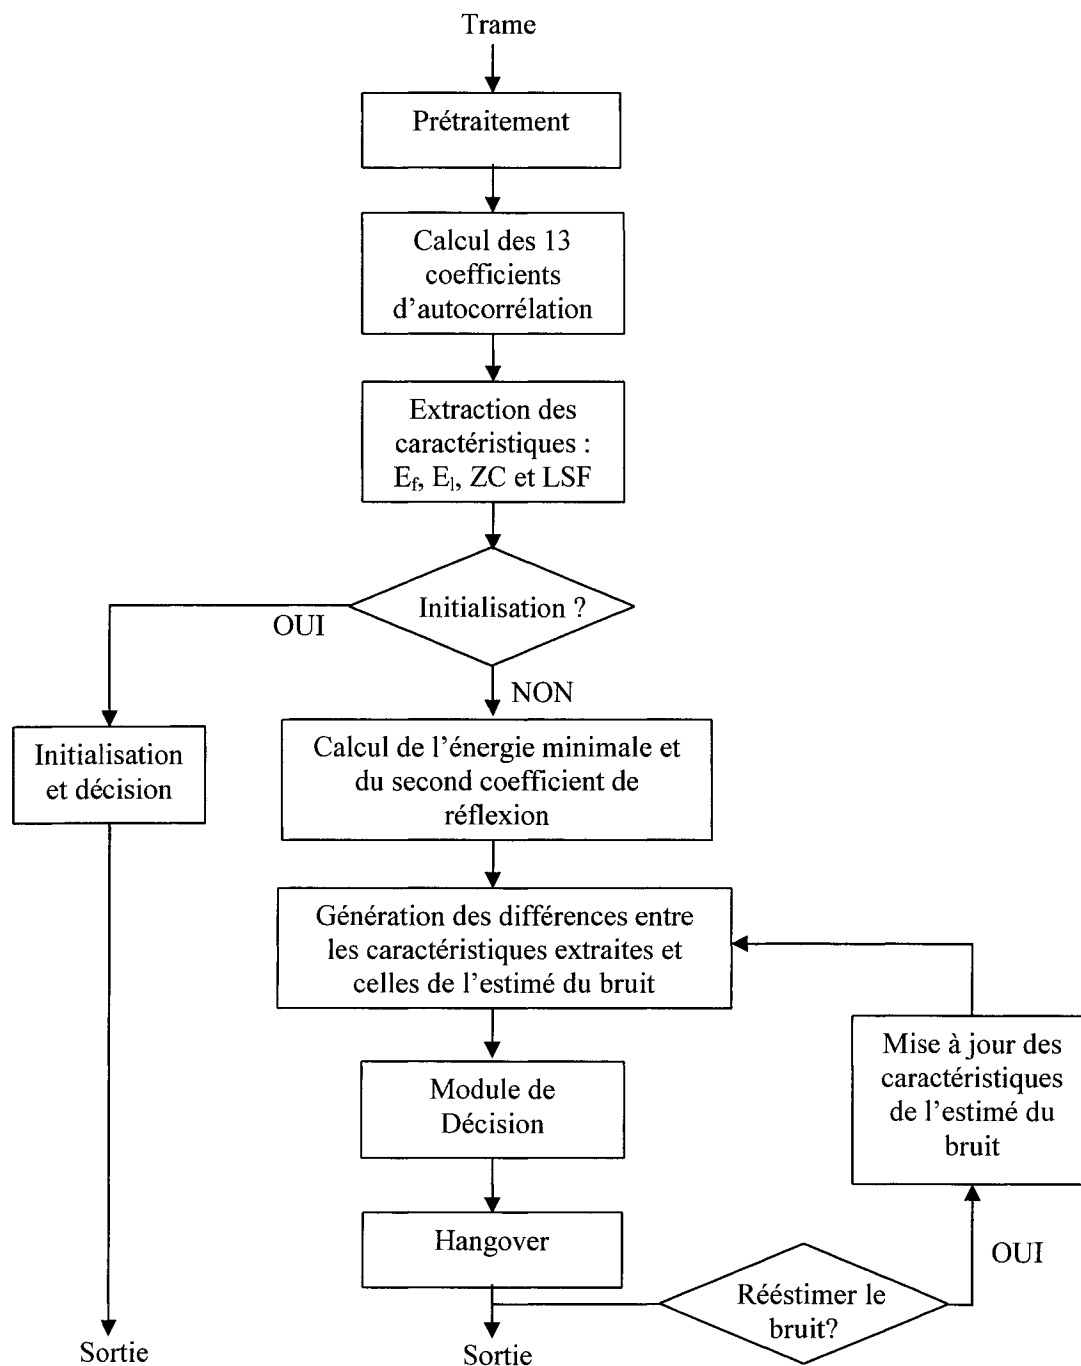 Trame
Prétraitement
Calcul des 13
coefficients
d'autocorrélation
Extraction des
caractéristiques :
E_f, E_l, ZC et LSF
Initialisation ?
OUI
NON
Initialisation
et décision
Calcul de l'énergie minimale et
du second coefficient de
réflexion
Génération des différences entre
les caractéristiques extraites et
celles de l'estimé du bruit
Mise à jour des
caractéristiques
de l'estimé du
bruit
Module de
Décision
Hangover
OUI
Rééstimer le
bruit?
Sortie
Sortie